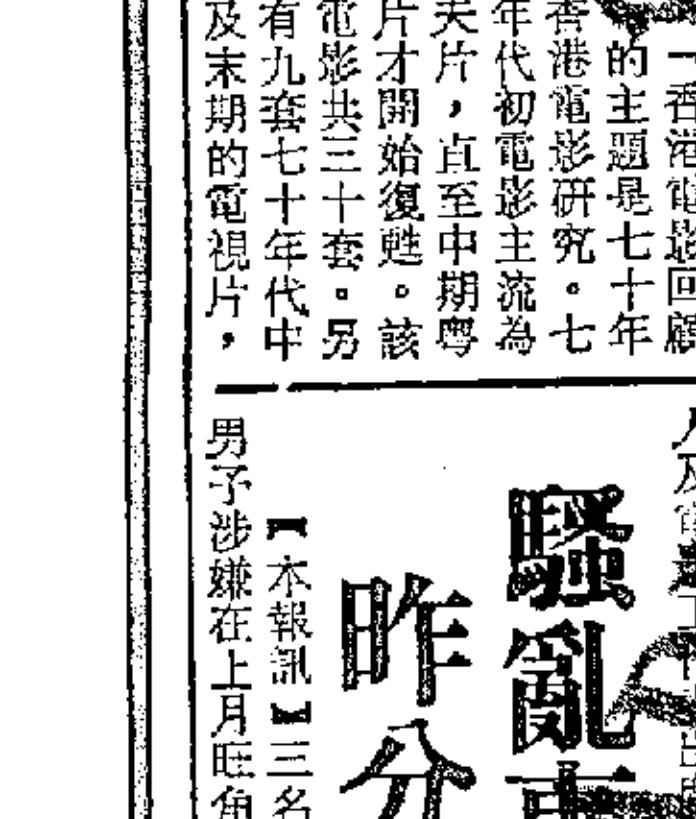 「香港電影回顧
的主題是七十年
香港電影研究。七
年代初電影主流為
夫片，直至中期粵
片才開始復甦。該
電影共三十套。另
有九套七十年代中
及末期的電視片，
騷亂
昨分
【本報訊】三名
男子涉嫌在上月旺角